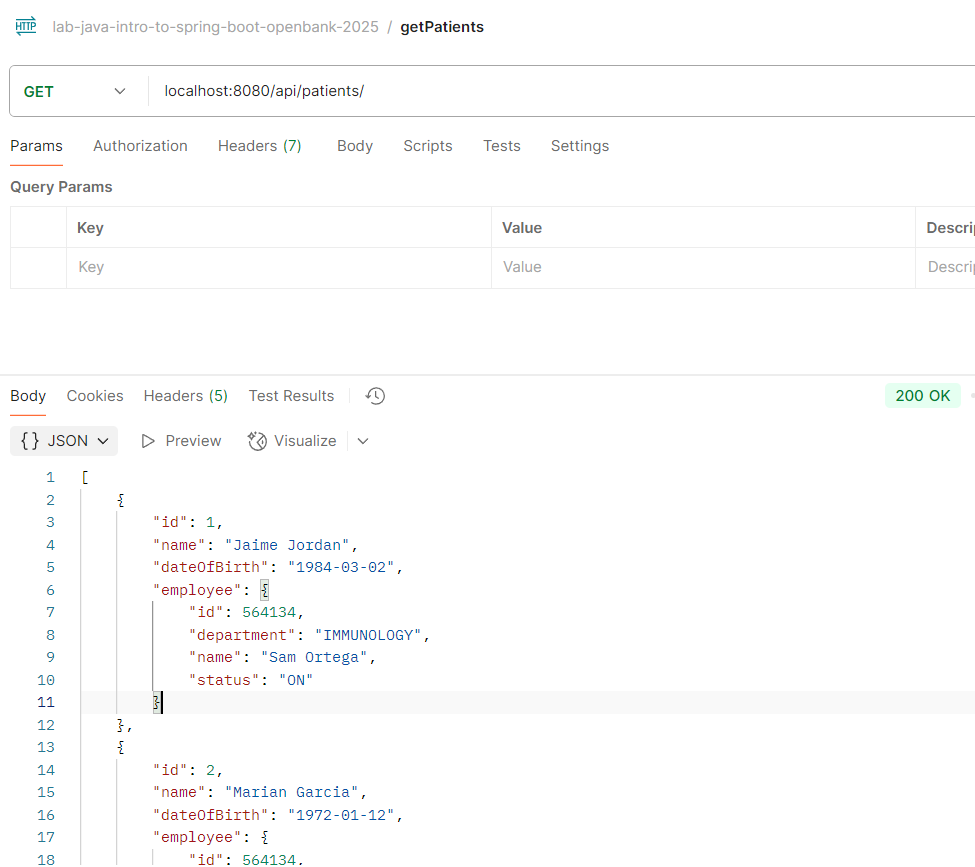 HTTP lab-java-intro-to-spring-boot-openbank-2025 / getPatients
GET localhost:8080/api/patients/
Params Authorization Headers (7) Body Scripts Tests Settings
Query Params
Key Value Descrip
Key Value Descrip
Body Cookies Headers (5) Test Results 200 OK
{} JSON Preview Visualize
1 [
2 {
3 "id": 1,
4 "name": "Jaime Jordan",
5 "dateOfBirth": "1984-03-02",
6 "employee": {
7 "id": 564134,
8 "department": "IMMUNOLOGY",
9 "name": "Sam Ortega",
10 "status": "ON"
11 }
12 },
13 {
14 "id": 2,
15 "name": "Marian Garcia",
16 "dateOfBirth": "1972-01-12",
17 "employee": {
18 "id": 564134,